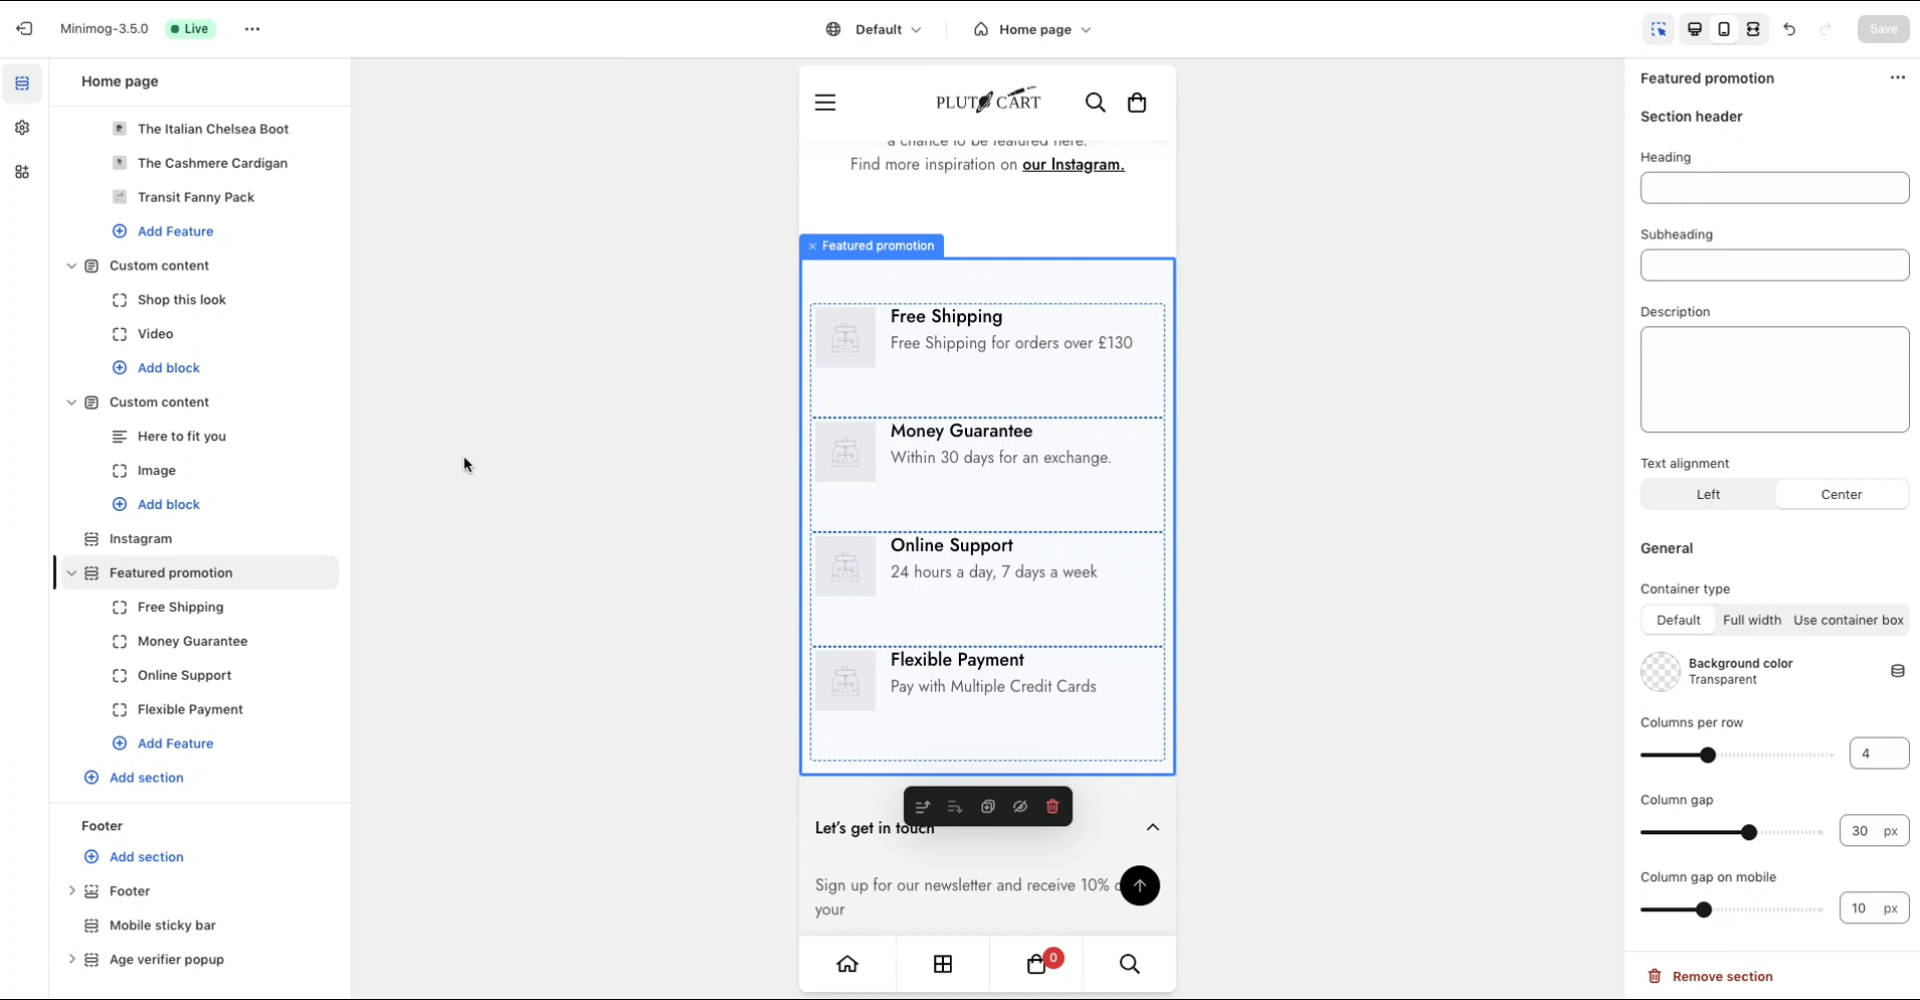 Minimog-3.5.0
Live
Default
Home page
Save
Home page
The Italian Chelsea Boot
The Cashmere Cardigan
Transit Fanny Pack
Add Feature
Custom content
Shop this look
Video
Add block
Custom content
Here to fit you
Image
Add block
Instagram
Featured promotion
Free Shipping
Money Guarantee
Online Support
Flexible Payment
Add Feature
Add section
Footer
Add section
Footer
Mobile sticky bar
Age verifier popup
PLUT CART
a chance to be featured here.
Find more inspiration on our Instagram.
Featured promotion
Free Shipping
Free Shipping for orders over £130
Money Guarantee
Within 30 days for an exchange.
Online Support
24 hours a day, 7 days a week
Flexible Payment
Pay with Multiple Credit Cards
Let's get in touch
Sign up for our newsletter and receive 10%
your
0
Featured promotion
Section header
Heading
Subheading
Description
Text alignment
Left Center
General
Container type
Default Full width Use container box
Background color
Transparent
Columns per row
4
Column gap
30 px
Column gap on mobile
10 px
Remove section